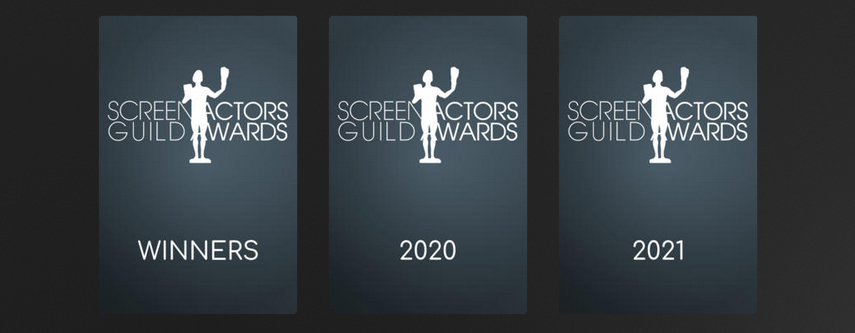 SCREEN ACTORS
GUILD AWARDS
WINNERS
SCREEN ACTORS
GUILD AWARDS
2020
SCREEN ACTORS
GUILD AWARDS
2021